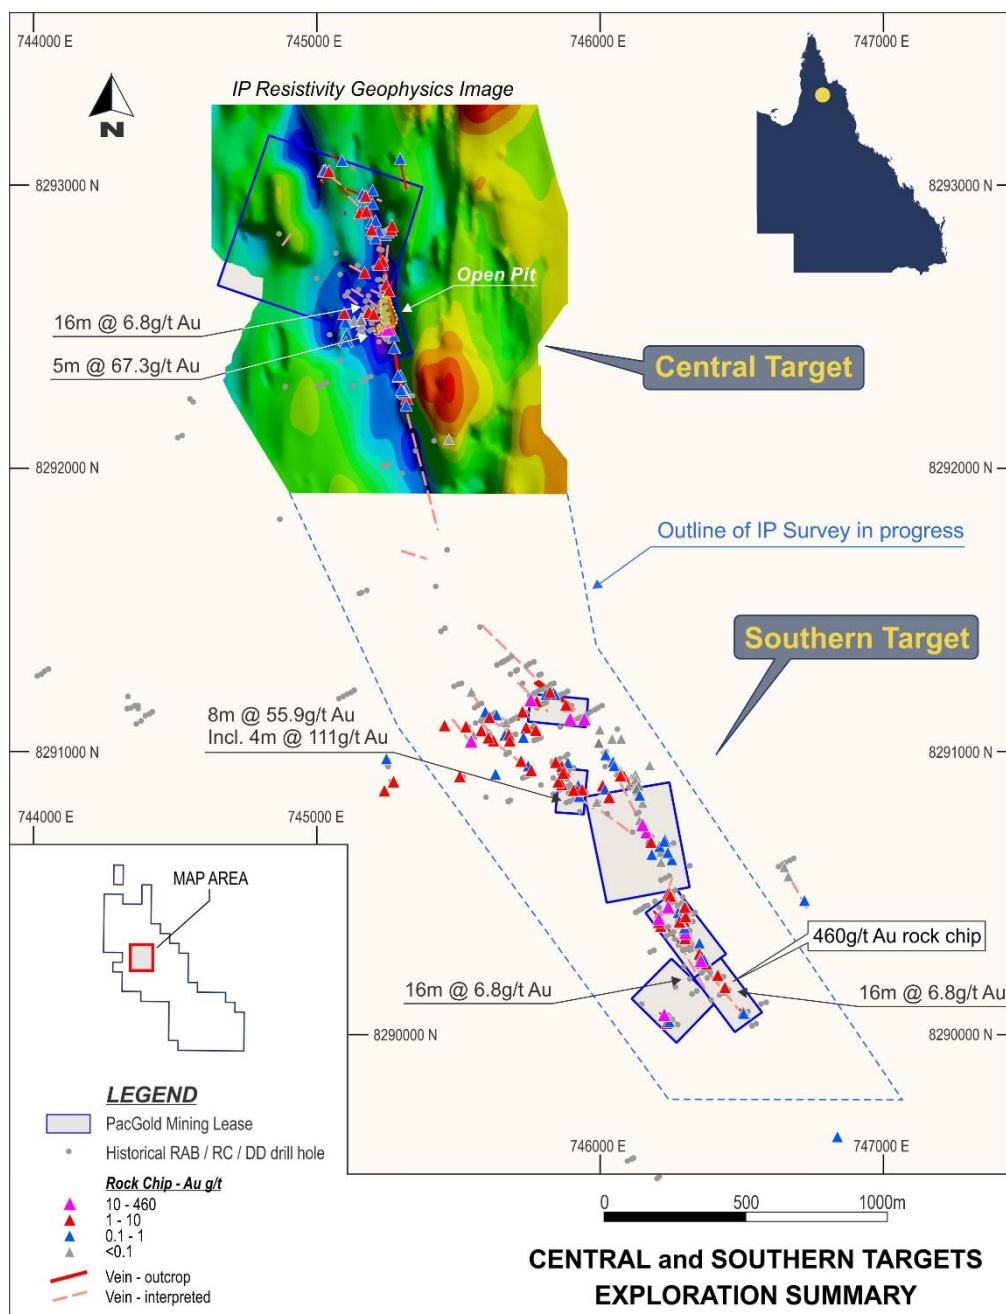 744000 E
745000 E
746000 E
747000 E
IP Resistivity Geophysics Image
N
8293000 N
8293000 N
Open Pit
16m @ 6.8g/t Au
5m @ 67.3g/t Au
Central Target
8292000 N
8292000 N
Outline of IP Survey in progress
Southern Target
8m @ 55.9g/t Au
Incl. 4m @ 111g/t Au
8291000 N
744000 E
745000 E
MAP AREA
460g/t Au rock chip
16m @ 6.8g/t Au
16m @ 6.8g/t Au
8290000 N
8290000 N
LEGEND
PacGold Mining Lease
Historical RAB / RC / DD drill hole
Rock Chip - Au g/t
10 - 460
1 - 10
0.1 - 1
<0.1
Vein - outcrop
Vein - interpreted
746000 E
747000 E
0
500
1000m
CENTRAL and SOUTHERN TARGETS
EXPLORATION SUMMARY